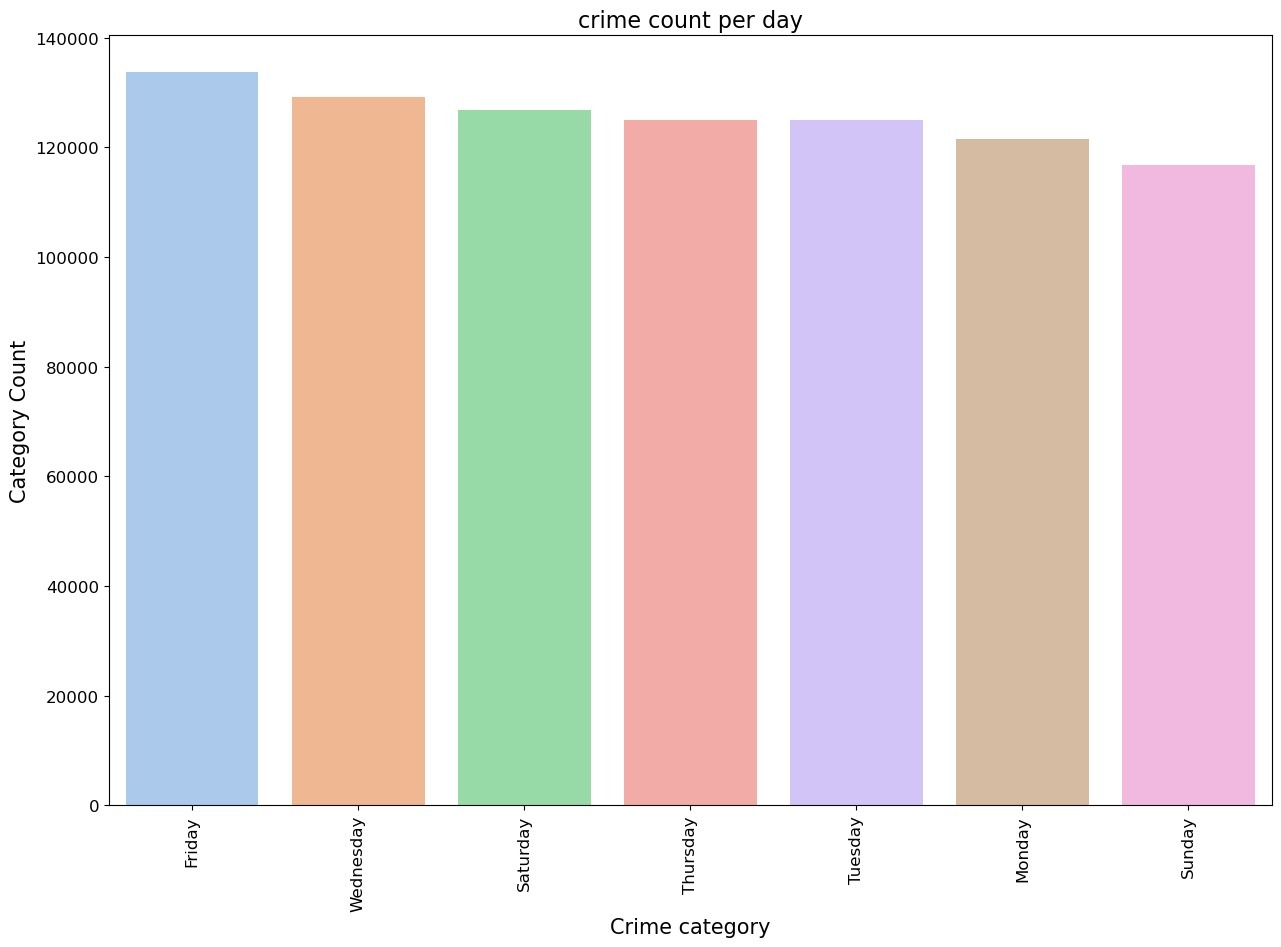 crime count per day
140000
120000
100000
80000
60000
40000
20000
0
Category Count
Friday
Wednesday
Saturday
Thursday
Tuesday
Monday
Sunday
Crime category